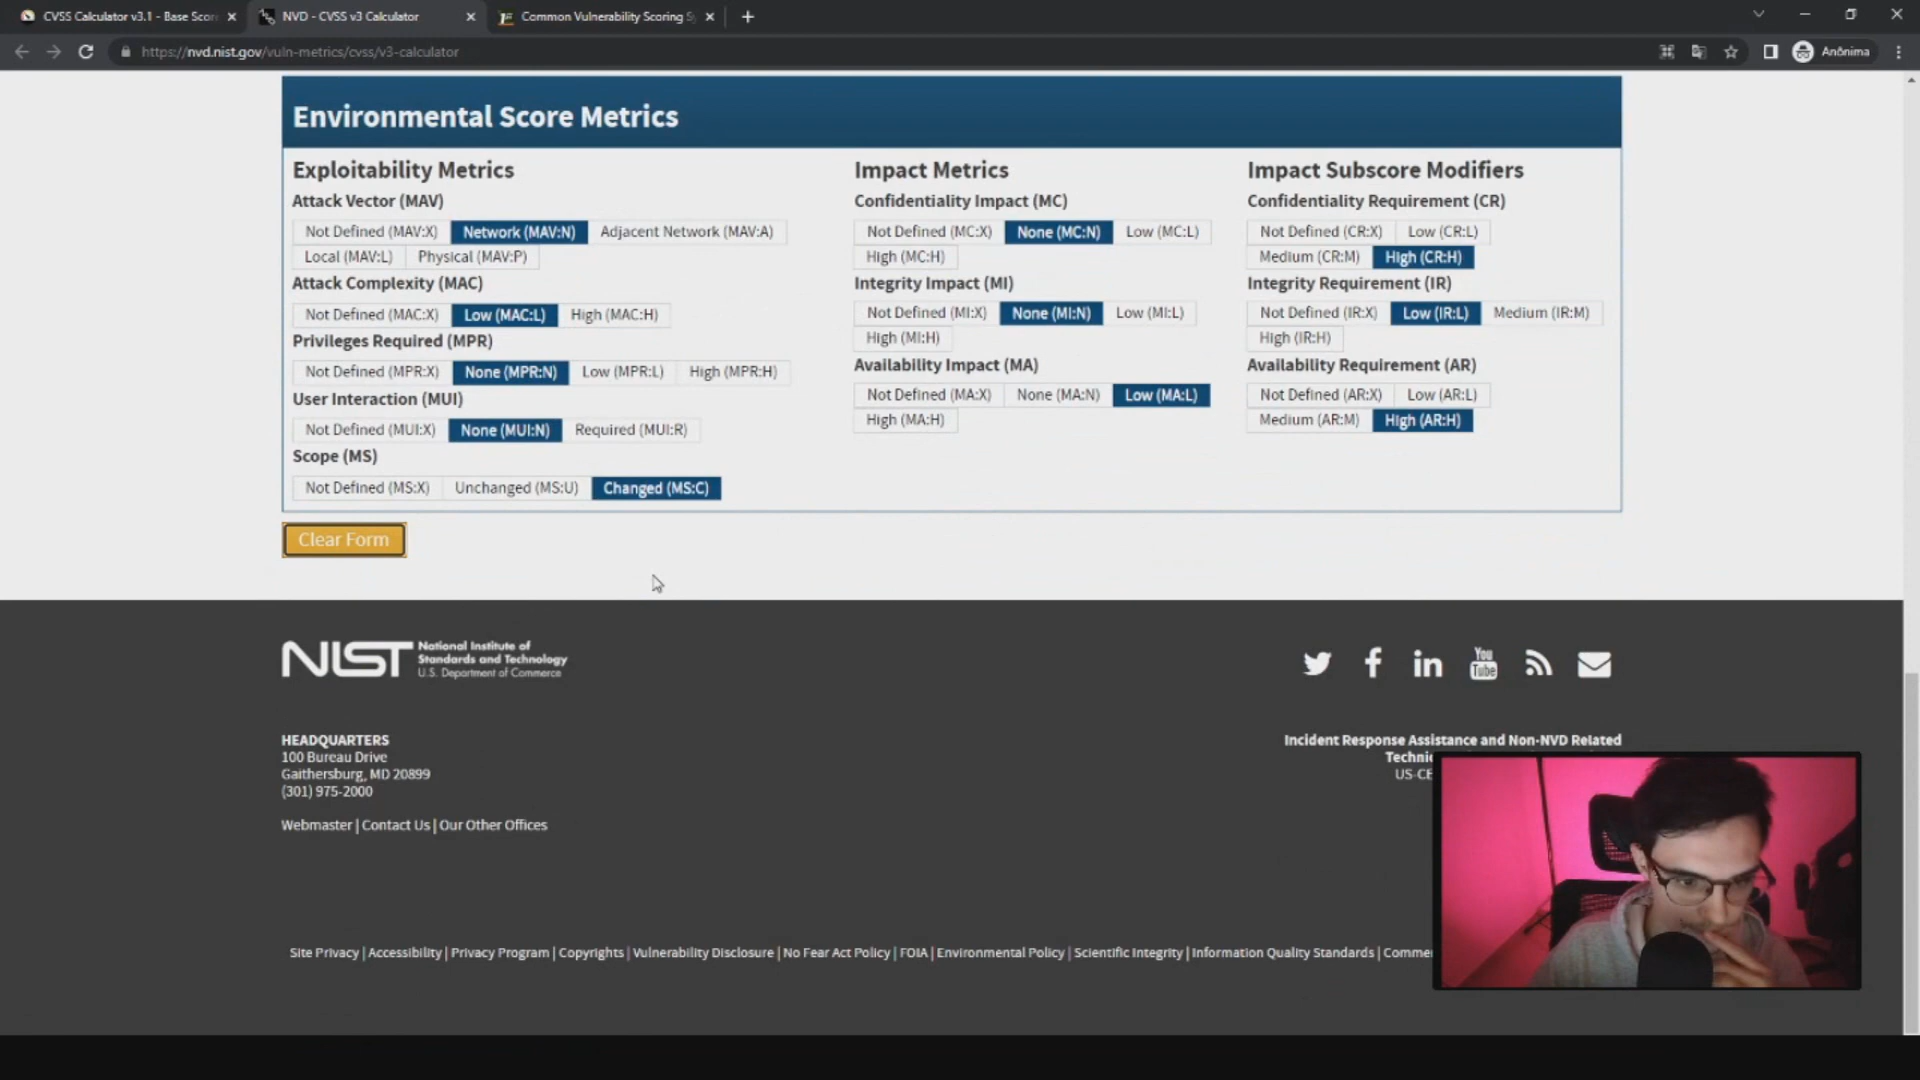 CVSS Calculator v3.1 - Base Scor
NVD - CVSS v3 Calculator
Common Vulnerability Scoring S
https://nvd.nist.gov/vuln-metrics/cvss/v3-calculator
Anônima
Environmental Score Metrics
Exploitability Metrics
Attack Vector (MAV)
Not Defined (MAV:X) Network (MAV:N) Adjacent Network (MAV:A)
Local (MAV:L) Physical (MAV:P)
Attack Complexity (MAC)
Not Defined (MAC:X) Low (MAC:L) High (MAC:H)
Privileges Required (MPR)
Not Defined (MPR:X) None (MPR:N) Low (MPR:L) High (MPR:H)
User Interaction (MUI)
Not Defined (MUI:X) None (MUI:N) Required (MUI:R)
Scope (MS)
Not Defined (MS:X) Unchanged (MS:U) Changed (MS:C)
Impact Metrics
Confidentiality Impact (MC)
Not Defined (MC:X) None (MC:N) Low (MC:L)
High (MC:H)
Integrity Impact (MI)
Not Defined (MI:X) None (MI:N) Low (MI:L)
High (MI:H)
Availability Impact (MA)
Not Defined (MA:X) None (MA:N) Low (MA:L)
High (MA:H)
Impact Subscore Modifiers
Confidentiality Requirement (CR)
Not Defined (CR:X) Low (CR:L)
Medium (CR:M) High (CR:H)
Integrity Requirement (IR)
Not Defined (IR:X) Low (IR:L) Medium (IR:M)
High (IR:H)
Availability Requirement (AR)
Not Defined (AR:X) Low (AR:L)
Medium (AR:M) High (AR:H)
Clear Form
NIST
National Institute of
Standards and Technology
U.S. Department of Commerce
You
Tube
HEADQUARTERS
100 Bureau Drive
Gaithersburg, MD 20899
(301) 975-2000
Webmaster | Contact Us | Our Other Offices
Incident Response Assistance and Non-NVD Related
Techni
US-CE
Site Privacy | Accessibility | Privacy Program | Copyrights | Vulnerability Disclosure | No Fear Act Policy | FOIA | Environmental Policy | Scientific Integrity | Information Quality Standards | Comme